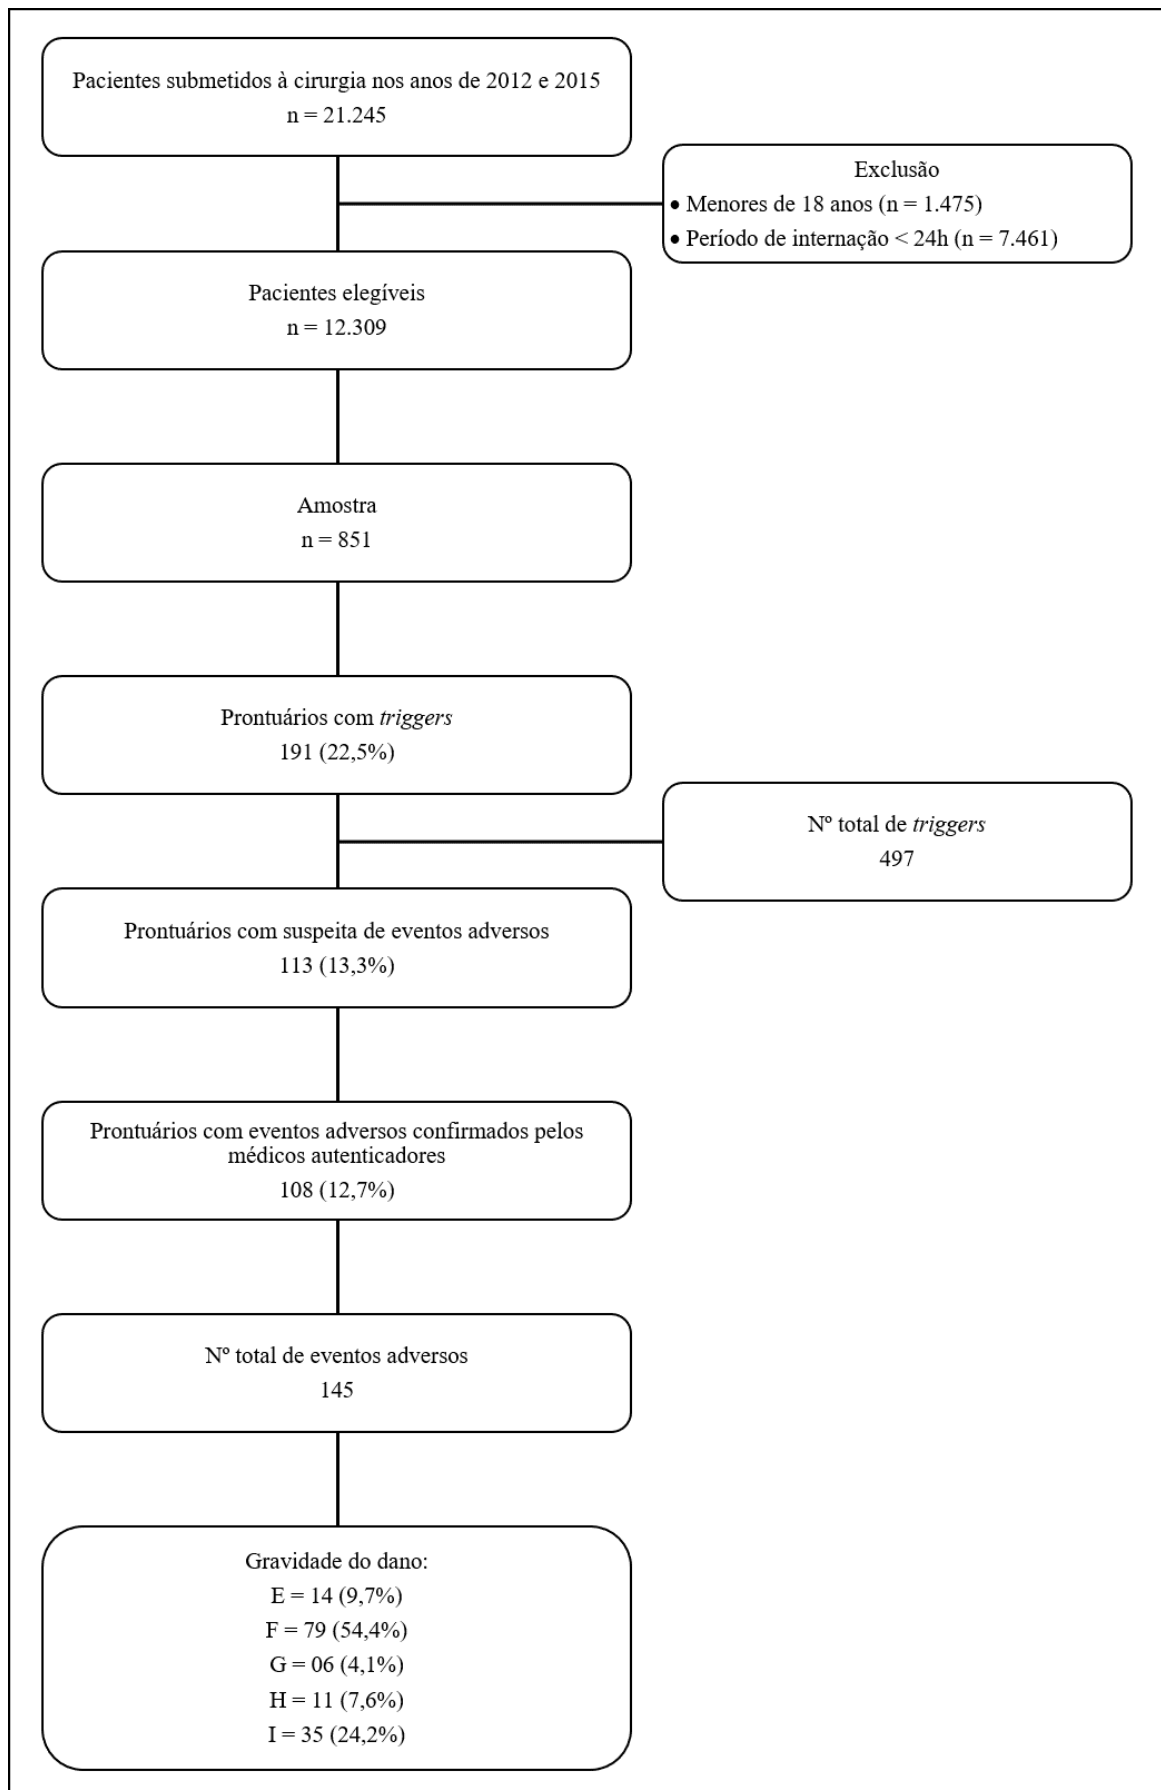 Pacientes submetidos à cirurgia nos anos de 2012 e 2015
n = 21.245
Exclusão
• Menores de 18 anos (n = 1.475)
• Período de internação < 24h (n = 7.461)
Pacientes elegíveis
n = 12.309
Amostra
n = 851
Prontuários com triggers
191 (22,5%)
Nº total de triggers
497
Prontuários com suspeita de eventos adversos
113 (13,3%)
Prontuários com eventos adversos confirmados pelos
médicos autenticadores
108 (12,7%)
Nº total de eventos adversos
145
Gravidade do dano:
E = 14 (9,7%)
F = 79 (54,4%)
G = 06 (4,1%)
H = 11 (7,6%)
I = 35 (24,2%)